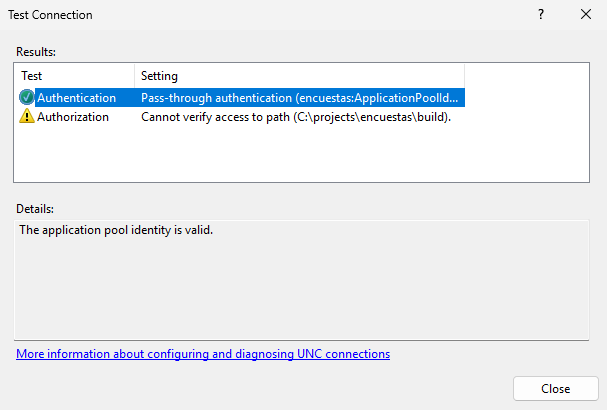 Test Connection
?
Results:
Test Setting
Authentication Pass-through authentication (encuestas:ApplicationPoolId...
Authorization Cannot verify access to path (C:\projects\encuestas\build).
Details:
The application pool identity is valid.
More information about configuring and diagnosing UNC connections
Close